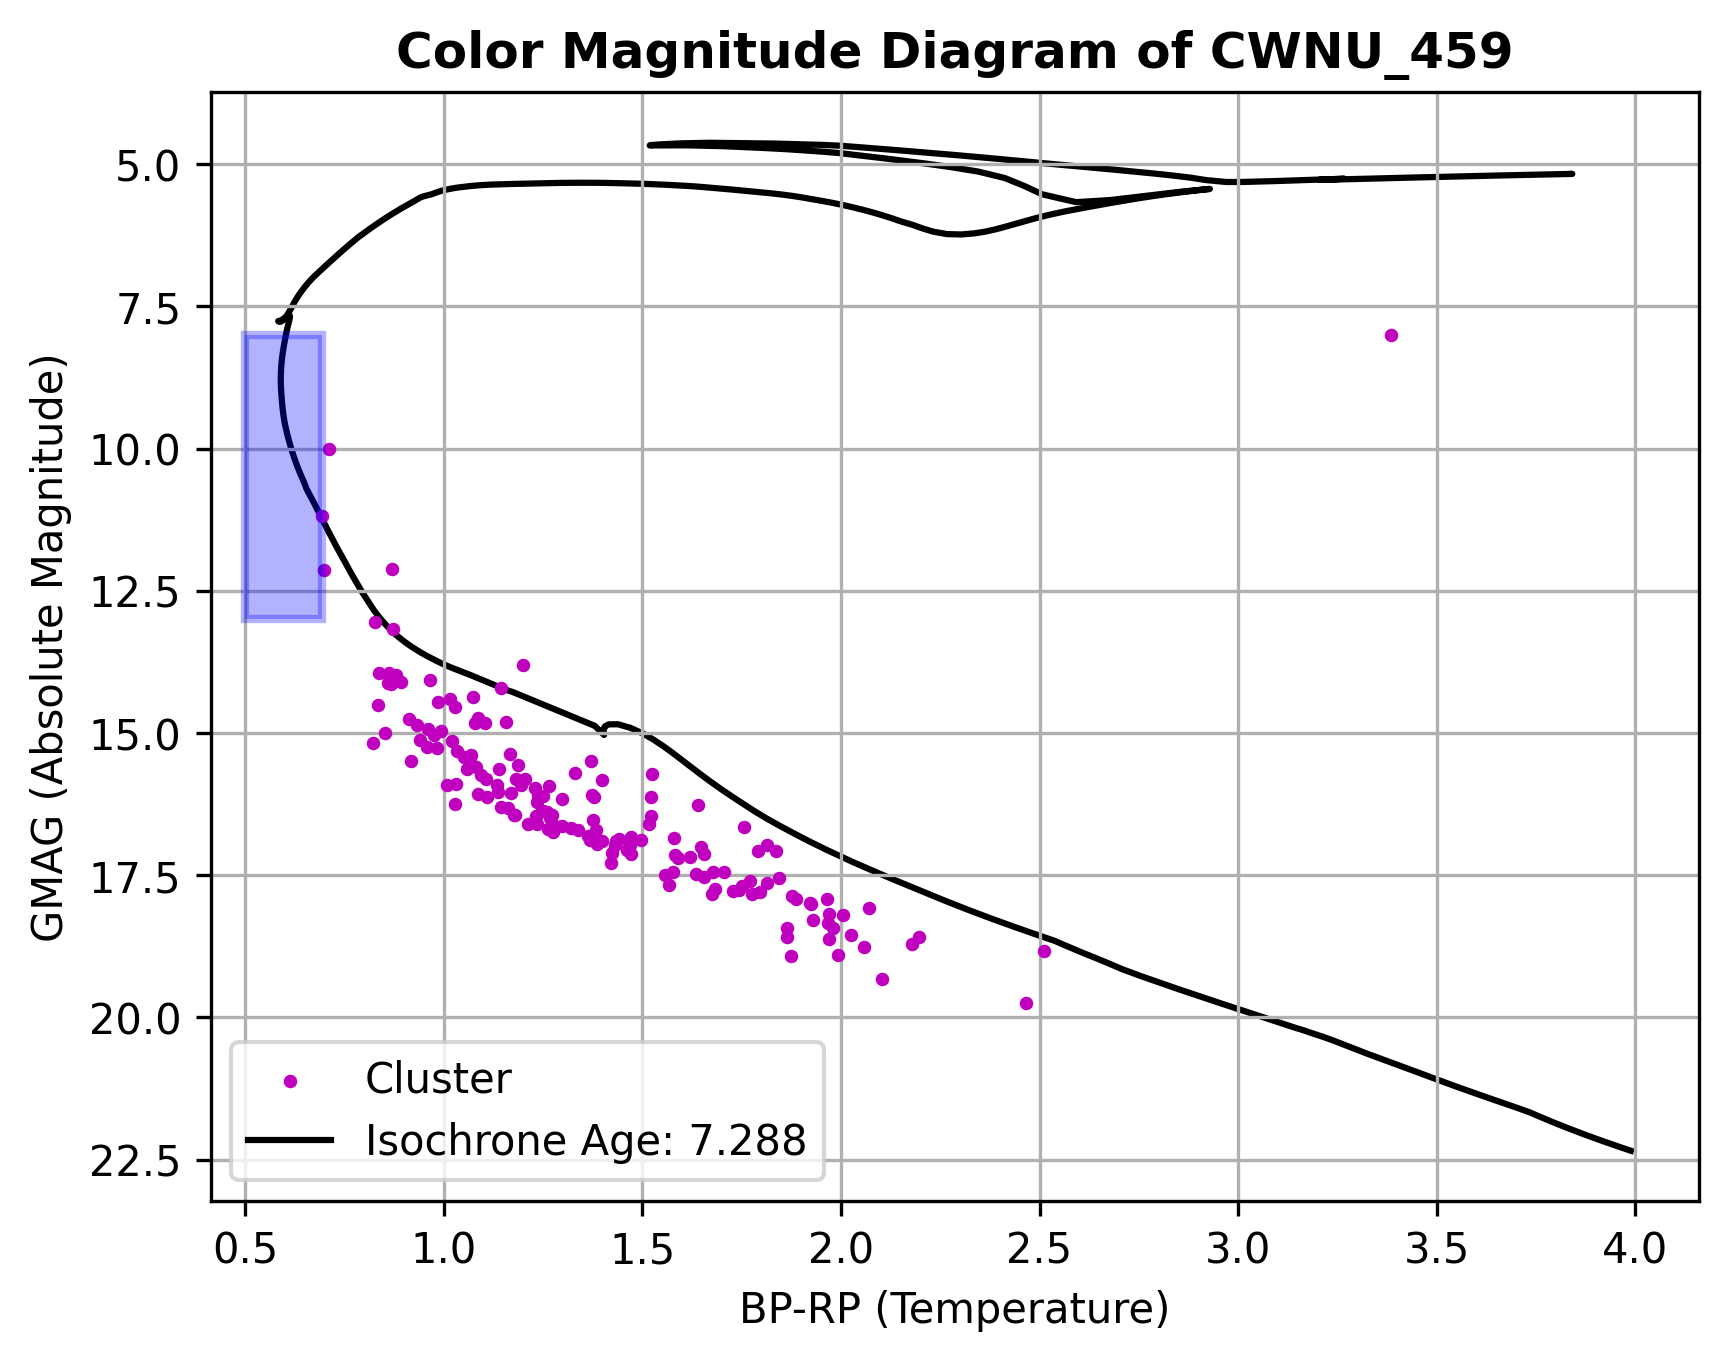 Color Magnitude Diagram of CWNU_459
GMAG (Absolute Magnitude)
5.0
7.5
10.0
12.5
15.0
17.5
20.0
22.5
Cluster
Isochrone Age: 7.288
0.5 1.0 1.5 2.0 2.5 3.0 3.5 4.0
BP-RP (Temperature)